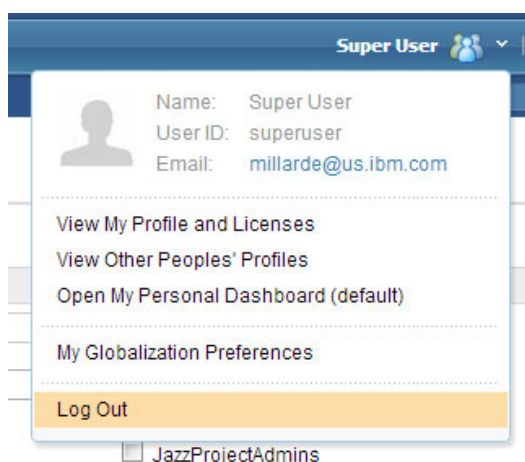 Super User
Name: Super User
User ID: superuser
Email: millarde@us.ibm.com
View My Profile and Licenses
View Other Peoples' Profiles
Open My Personal Dashboard (default)
My Globalization Preferences
Log Out
JazzProjectAdmins